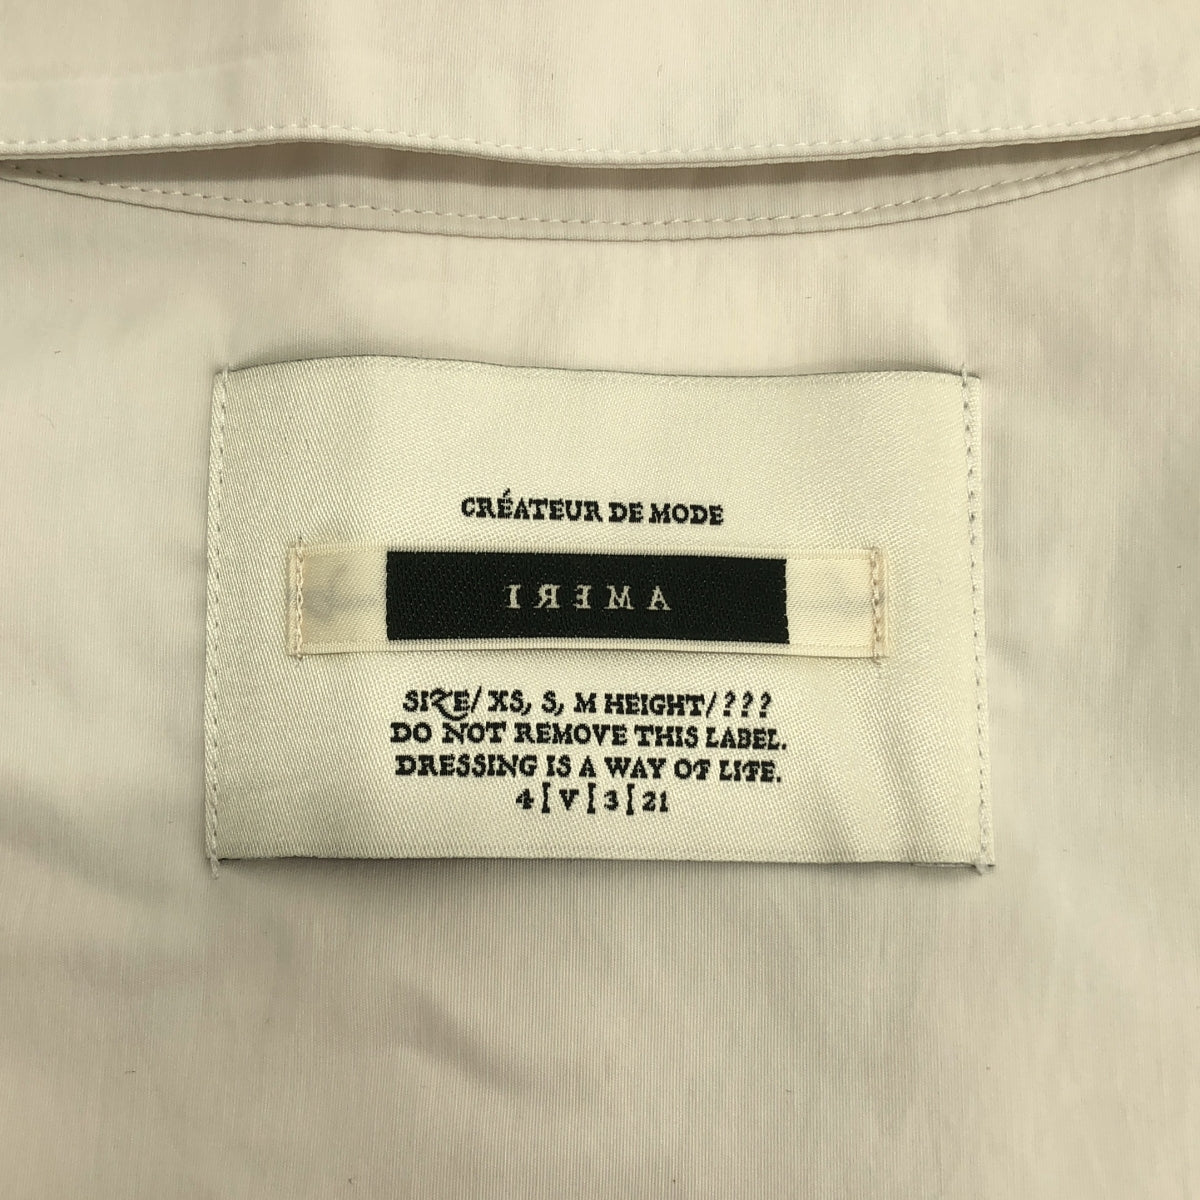 CRÉATEUR DE MODE
AMERI
SIZE/ XS, S, M HEIGHT/ ???
DO NOT REMOVE THIS LABEL.
DRESSING IS A WAY OF LIFE.
4 [ V [ 3 [ 21